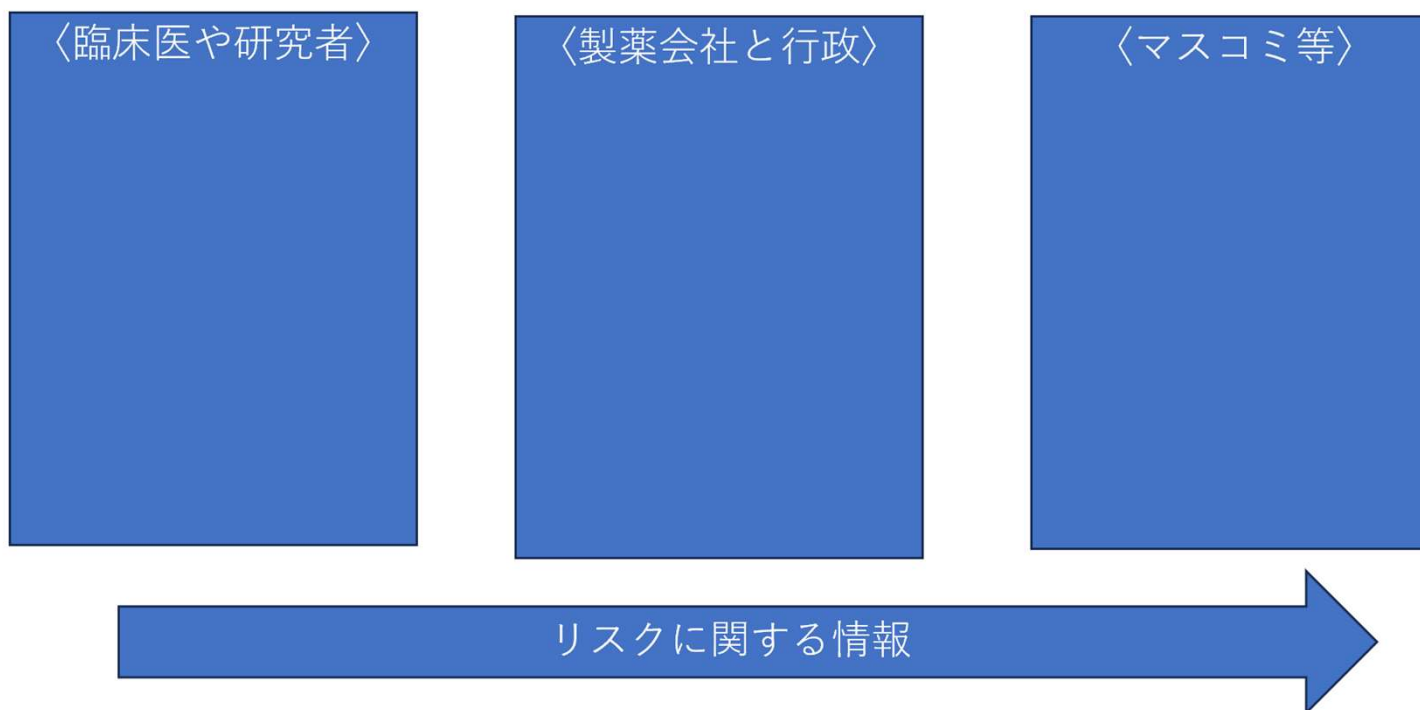 〈臨床医や研究者〉
〈製薬会社と行政〉
〈マスコミ等〉
リスクに関する情報